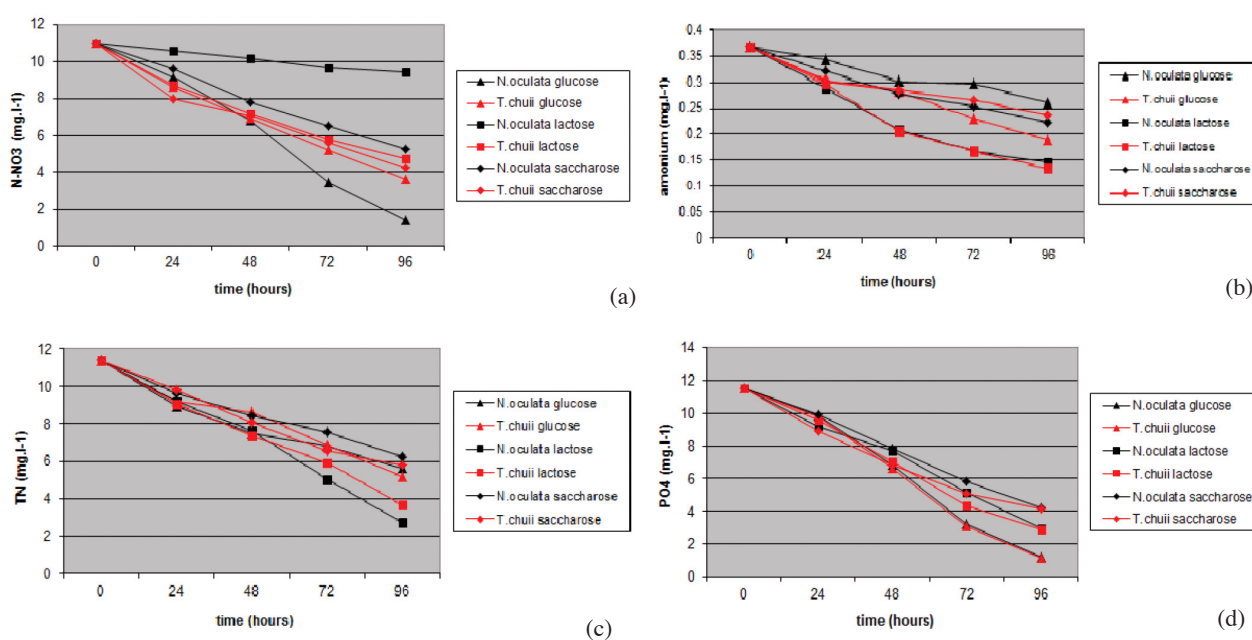 12
10
8
6
4
2
0
N-NO3 (mg.l-1)
0 24 48 72 96
time (hours)
N.oculata glucose
T.chuii glucose
N.oculata lactose
T.chuii lactose
N.oculata saccharose
T.chuii saccharose
(a)
0.4
0.35
0.3
0.25
0.2
0.15
0.1
0.05
0
amonium (mg.l-1)
0 24 48 72 96
time (hours)
N.oculata glucose
T.chuii glucose
N.oculata lactose
T.chuii lactose
N.oculata saccharose
T.chuii saccharose
(b)
12
10
8
6
4
2
0
TN (mg.l-1)
0 24 48 72 96
time (hours)
N.oculata glucose
T.chuii glucose
N.oculata lactose
T.chuii lactose
N.oculata saccharose
T.chuii saccharose
(c)
14
12
10
8
6
4
2
0
PO4 (mg.l-1)
0 24 48 72 96
time (hours)
N.oculata glucose
T.chuii glucose
N.oculata lactose
T.chuii lactose
N.oculata saccharose
T.chuii saccharose
(d)